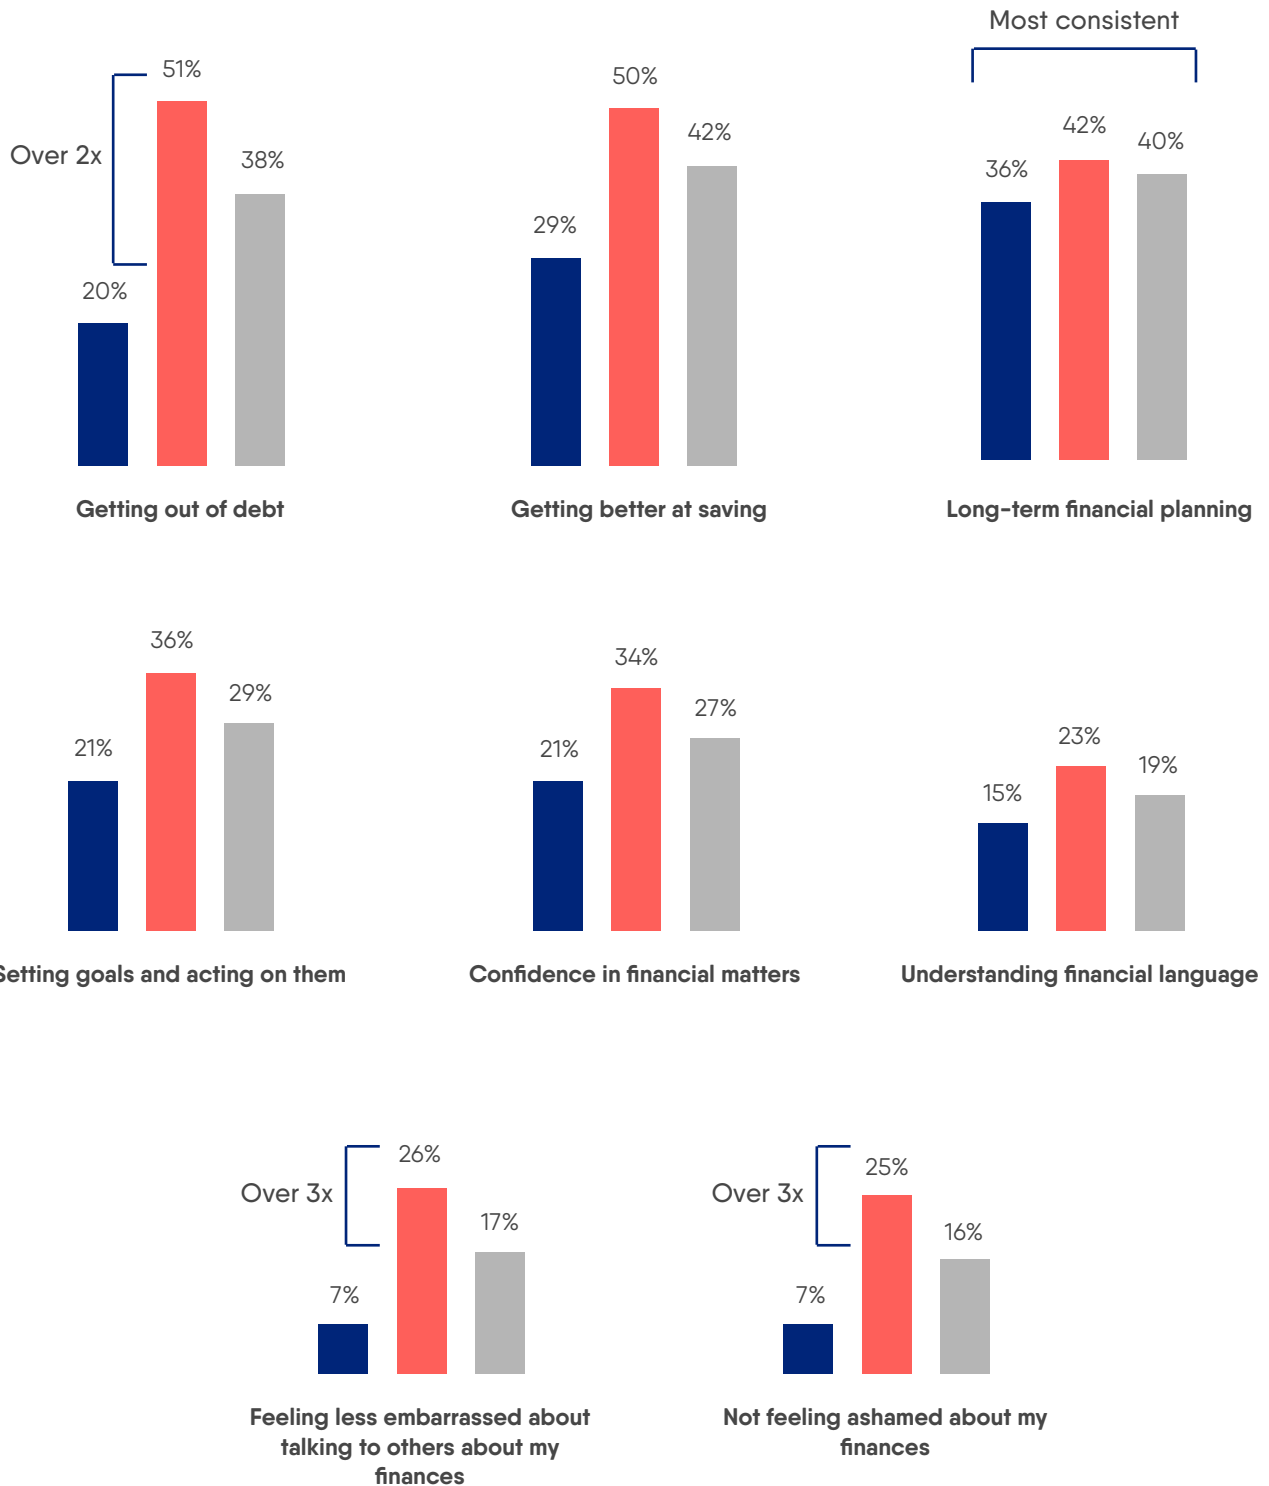 Most consistent
51%
50%
42%
42%
40%
Over 2x
38%
36%
29%
20%
Getting out of debt
Getting better at saving
Long-term financial planning
36%
34%
29%
27%
21%
21%
23%
19%
15%
Setting goals and acting on them
Confidence in financial matters
Understanding financial language
26%
25%
Over 3x
Over 3x
17%
16%
7%
7%
Feeling less embarrassed about
talking to others about my
finances
Not feeling ashamed about my
finances